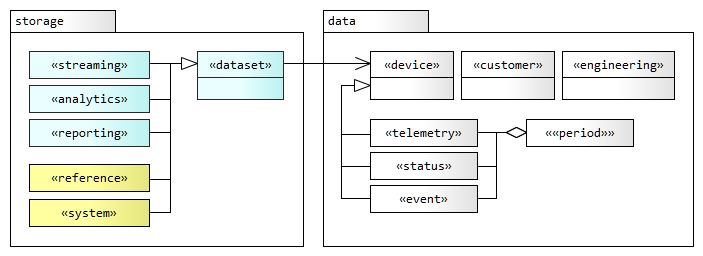 storage
data
«streaming»
«dataset»
«device»
«customer»
«engineering»
«analytics»
«reporting»
«telemetry»
««period»»
«status»
«reference»
«event»
«system»